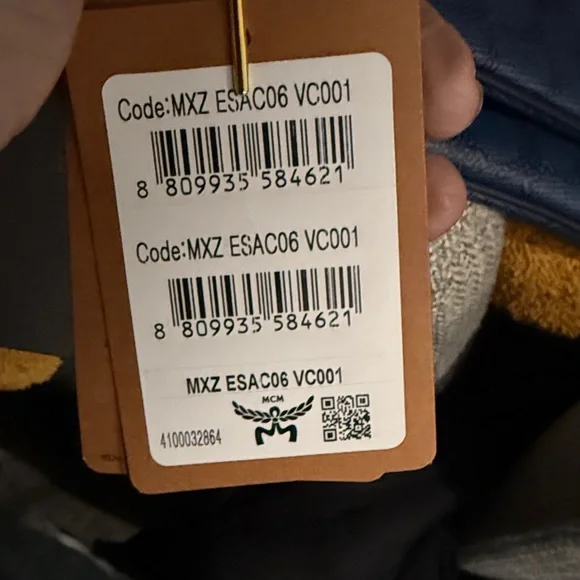 Code:MXZ ESAC06 VC001
8 809935 584621
Code:MXZ ESAC06 VC001
8 809935 584621
MXZ ESAC06 VC001
MCM
4100032864